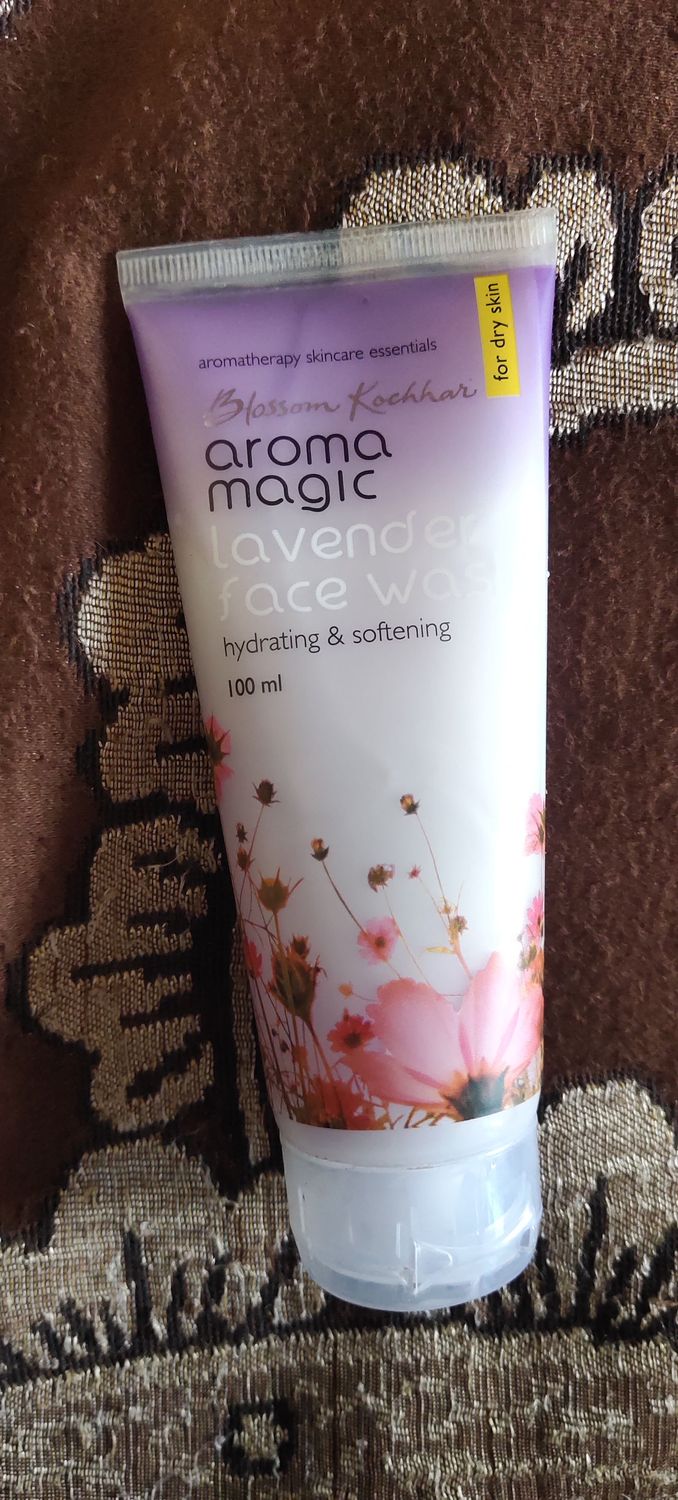 for dry skin
aromatherapy skincare essentials
Blossom Kochhar
aroma
magic
lavender
face was
hydrating & softening
100 ml